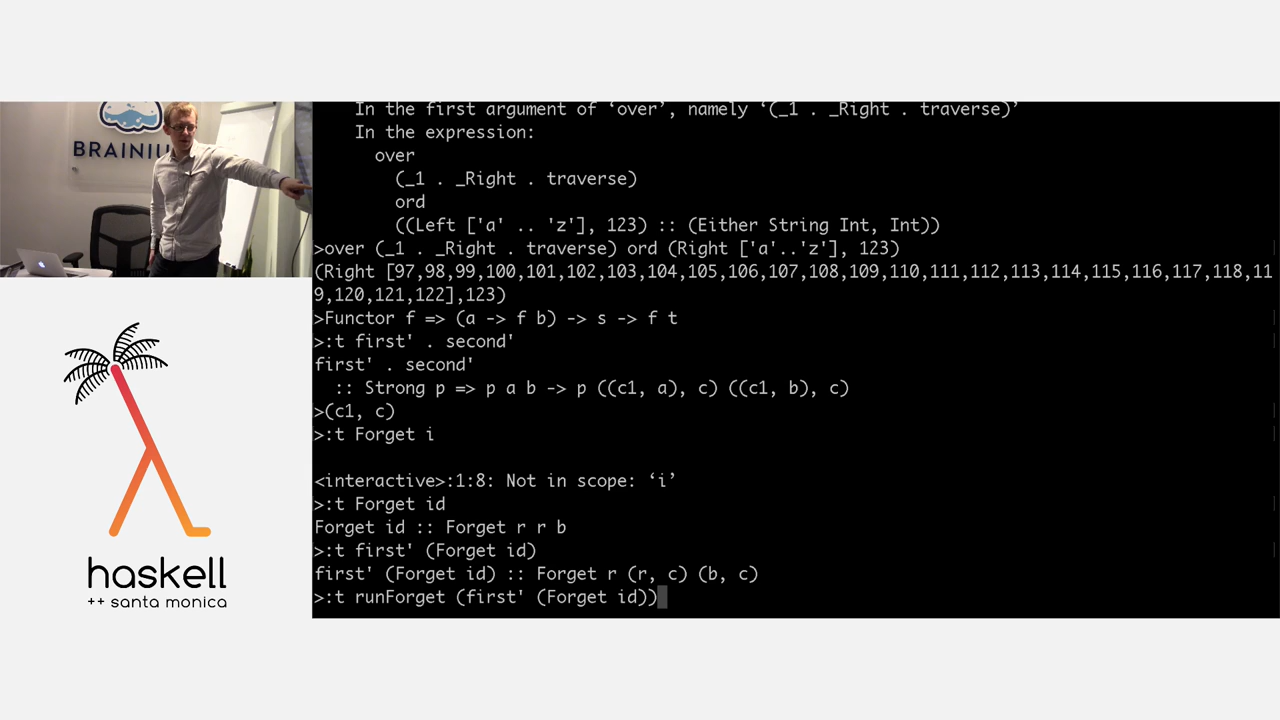 BRAINIU
In the first argument of ‘over’, namely ‘(_1 . _Right . traverse)’
In the expression:
over
(_1 . _Right . traverse)
ord
((Left ['a' .. 'z'], 123) :: (Either String Int, Int))
>over (_1 . _Right . traverse) ord (Right ['a'..'z'], 123)
(Right [97,98,99,100,101,102,103,104,105,106,107,108,109,110,111,112,113,114,115,116,117,118,11
9,120,121,122],123)
>Functor f => (a -> f b) -> s -> f t
>:t first' . second'
first' . second'
:: Strong p => p a b -> p ((c1, a), c) ((c1, b), c)
>(c1, c)
>:t Forget i
<interactive>:1:8: Not in scope: ‘i’
>:t Forget id
Forget id :: Forget r r b
>:t first' (Forget id)
first' (Forget id) :: Forget r (r, c) (b, c)
>:t runForget (first' (Forget id))
haskell
++ santa monica